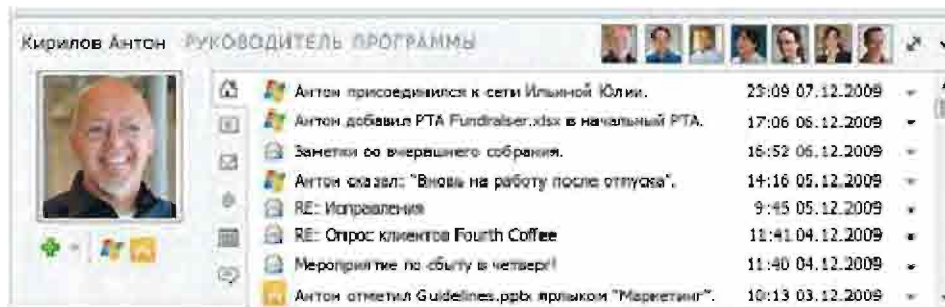 Кирилов Антон РУКОВОДИТЕЛЬ ПРОГРАММЫ
Антон присоединился к сети Ильиной Юлии. 23:09 07.12.2009
Антон добавил PTA Fundraiser.xlsx в начальный PTA. 17:06 06.12.2009
Заметки со вчерашнего собрания. 16:52 06.12.2009
Антон сказал: "Вновь на работу после отпуска". 14:16 05.12.2009
RE: Исправления 9:45 05.12.2009
RE: Опрос клиентов Fourth Coffee 11:41 04.12.2009
Мероприятие по сбыту в четверг! 11:40 04.12.2009
Антон отметил Guidelines.pptx ярлыком "Маркетинг". 10:13 03.12.2009